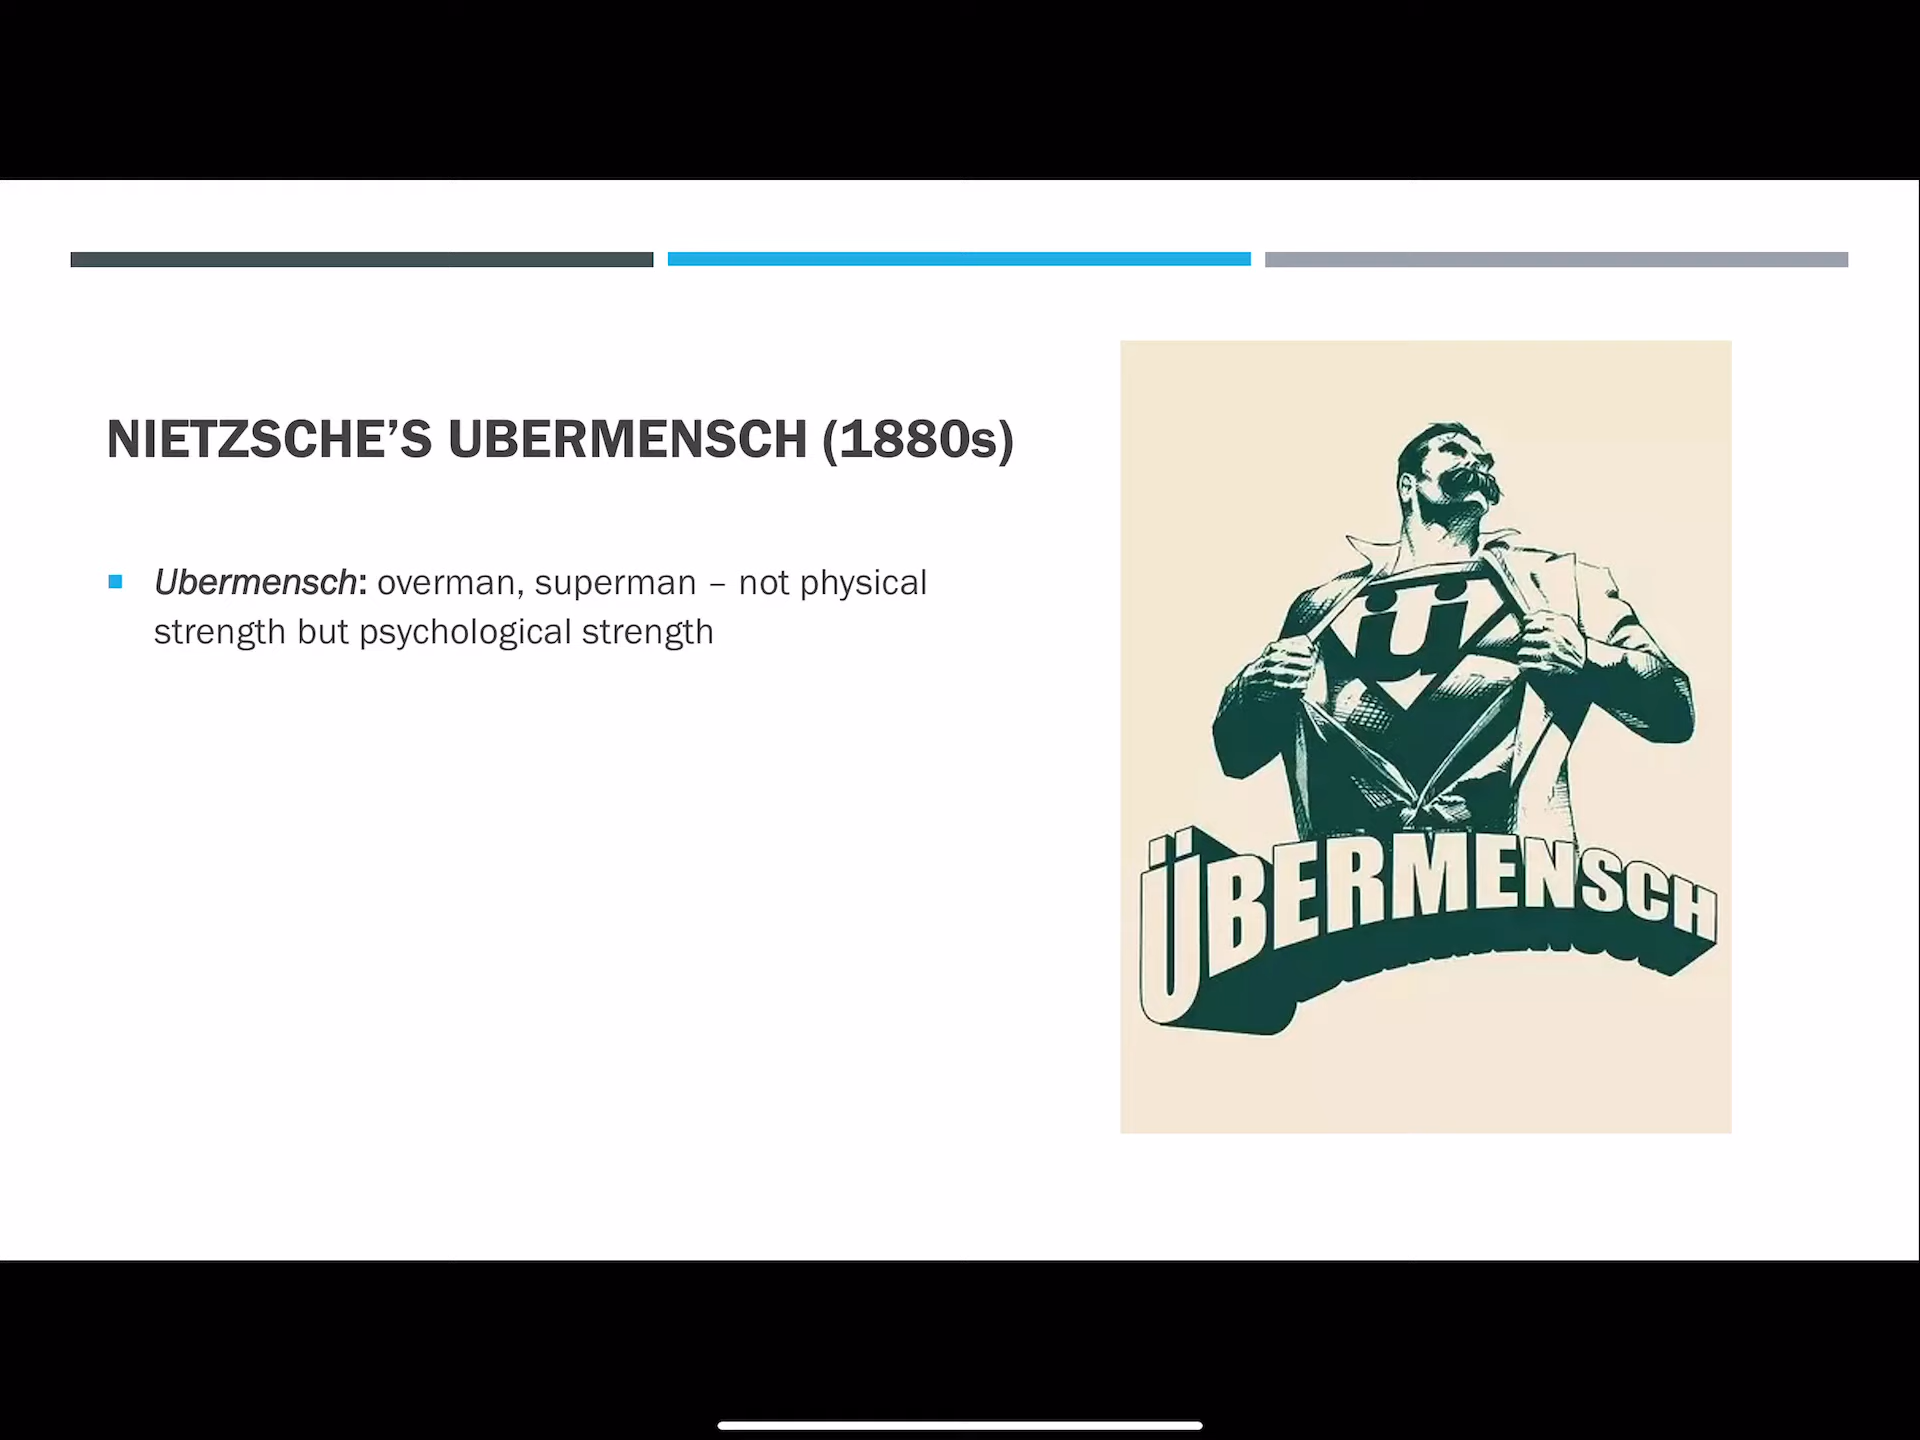 NIETZSCHE’S UBERMENSCH (1880s)
Ubermensch: overman, superman – not physical
strength but psychological strength
Ü
ÜBERMENSCH